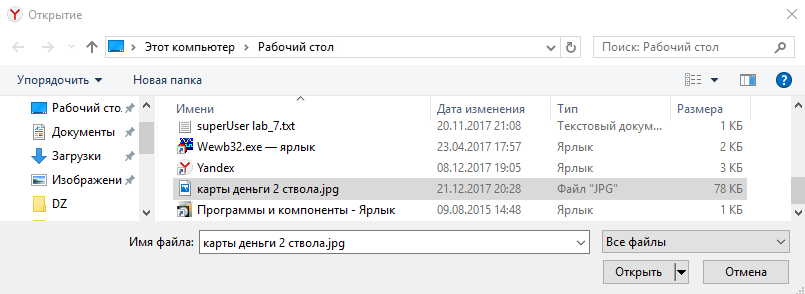 Открытие
Этот компьютер Рабочий стол
Поиск: Рабочий стол
Упорядочить Новая папка
Имени Дата изменения Тип Размера
Рабочий сто.
Документы
Загрузки
Изображени
DZ
superUser lab_7.txt 20.11.2017 21:08 Текстовый докум... 1 КБ
Wewb32.exe — ярлык 23.04.2017 17:57 Ярлык 2 КБ
Yandex 08.12.2017 19:05 Ярлык 3 КБ
карты деньги 2 ствола.jpg 21.12.2017 20:28 Файл "JPG" 78 КБ
Программы и компоненты - Ярлык 09.08.2015 14:48 Ярлык 1 КБ
Имя файла: карты деньги 2 ствола.jpg Все файлы
Открыть Отмена